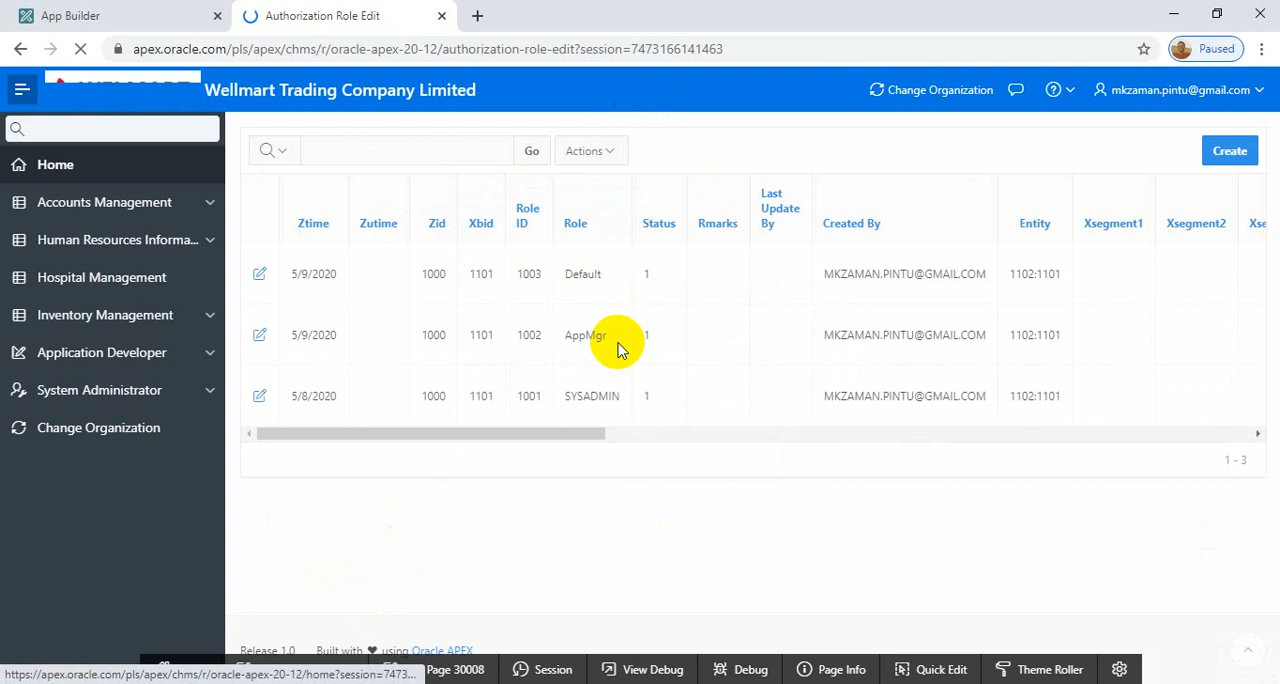 App Builder
Authorization Role Edit
apex.oracle.com/pls/apex/chms/r/oracle-apex-20-12/authorization-role-edit?session=7473166141463
Paused
Wellmart Trading Company Limited
Change Organization
mkzaman.pintu@gmail.com
Home
Accounts Management
Human Resources Informa...
Hospital Management
Inventory Management
Application Developer
System Administrator
Change Organization
Go
Actions
Create
Ztime Zutime Zid Xbid Role ID Role Status Rmarks Last Update By Created By Entity Xsegment1 Xsegment2 Xse
5/9/2020 1000 1101 1003 Default 1 MKZAMAN.PINTU@GMAIL.COM 1102:1101
5/9/2020 1000 1101 1002 AppMgr 1 MKZAMAN.PINTU@GMAIL.COM 1102:1101
5/8/2020 1000 1101 1001 SYSADMIN 1 MKZAMAN.PINTU@GMAIL.COM 1102:1101
1 - 3
Release 1.0 Built with ♥ using Oracle APEX
https://apex.oracle.com/pls/apex/chms/r/oracle-apex-20-12/home?session=7473...
Page 30008
Session
View Debug
Debug
Page Info
Quick Edit
Theme Roller